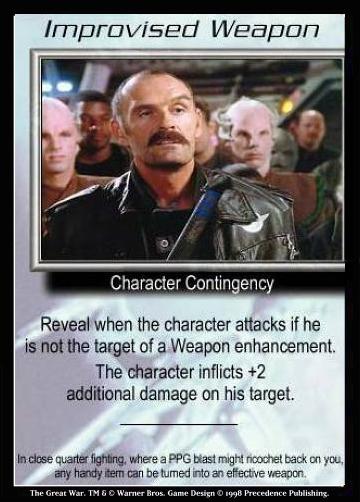 Improvised Weapon
Character Contingency
Reveal when the character attacks if he
is not the target of a Weapon enhancement.
The character inflicts +2
additional damage on his target.
In close quarter fighting, where a PPG blast might ricochet back on you,
any handy item can be turned into an effective weapon.
The Great War. TM & © Warner Bros. Game Design © 1998 Precedence Publishing.